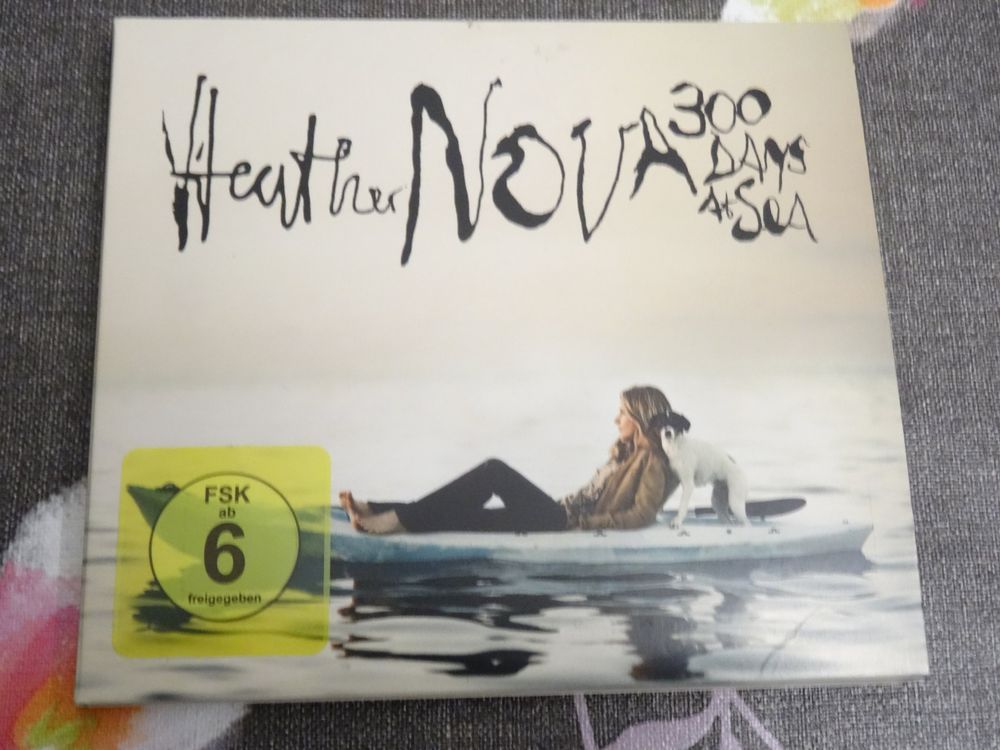 Heather NOVA
300
DAYS
At SEA
FSK
ab
6
freigegeben